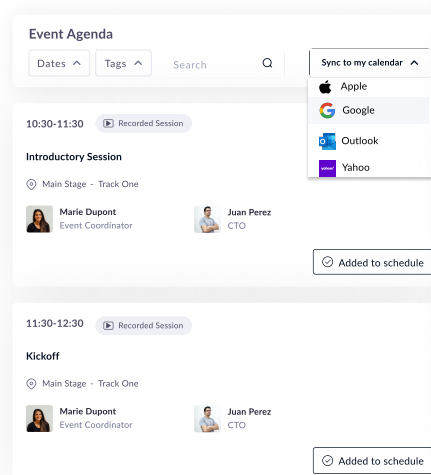 Event Agenda
Dates
Tags
Search
Sync to my calendar
Apple
Google
Outlook
yahoo!
Yahoo
10:30-11:30
Recorded Session
Introductory Session
Main Stage - Track One
Marie Dupont
Event Coordinator
Juan Perez
CTO
Added to schedule
11:30-12:30
Recorded Session
Kickoff
Main Stage - Track One
Marie Dupont
Event Coordinator
Juan Perez
CTO
Added to schedule